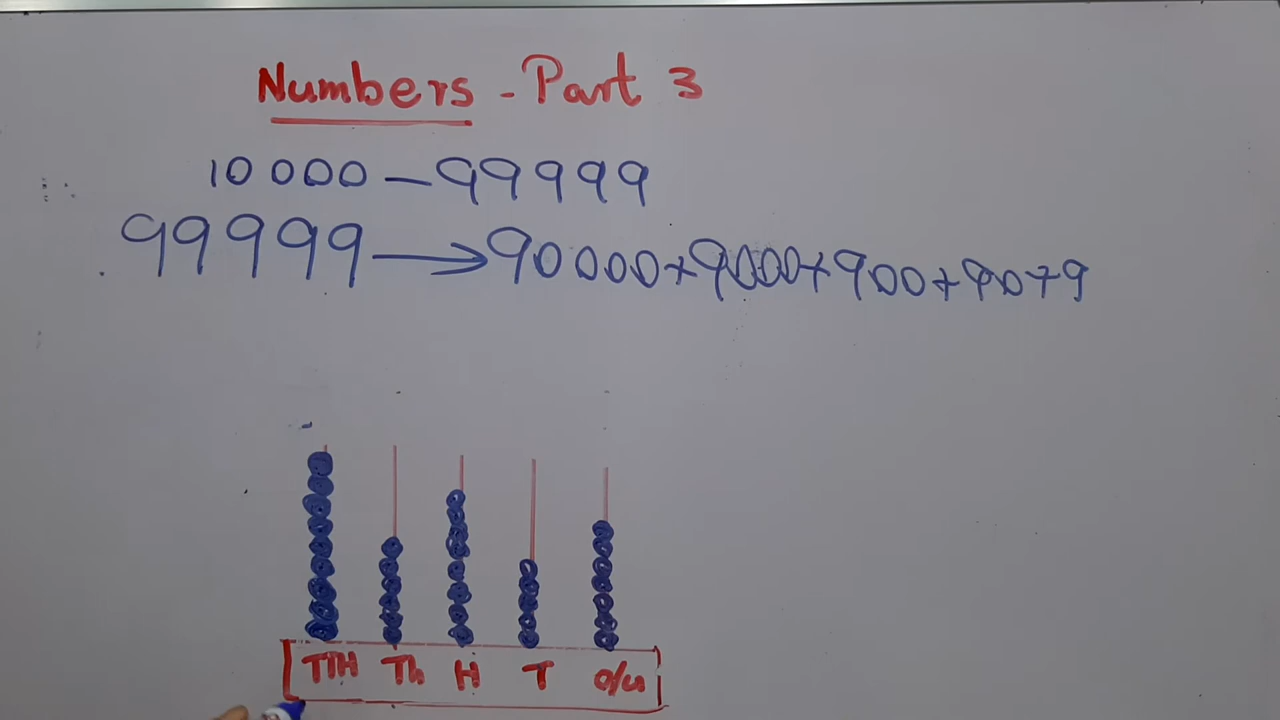 Numbers - Part 3
10000 - 99999
99999 → 90000+9000+900+90+9
TTH Th H T O/U